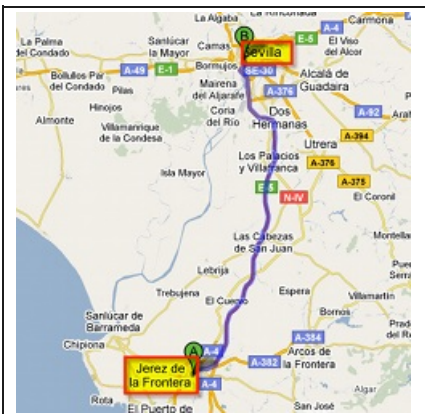 La Rinconada
La Algaba
Carmona
A-4
La Palma
del Condado
Sanlúcar
la Mayor
Camas
B
E-5
El Viso
del Alcor
Sevilla
Bormujos
SE-30
A-49
E-1
Bollullos Par
del Condado
Pilas
Mairena
del Aljarafe
A-376
Alcalá de
Guadaira
Hinojos
Coria
del Río
Dos
Hermanas
A-92
Almonte
Villamanrique
de la Condesa
A-394
Utrera
Los Palacios
y Villafranca
A-376
Isla Mayor
E-5
N-IV
A-375
El Coronil
Las Cabezas
de San Juan
Lebrija
Trebujena
El Cuervo
Espera
Villamartin
Bornos
Sanlúcar de
Barrameda
Chipiona
A
A-4
A-384
Arcos de
la Frontera
A-382
Jerez de
la Frontera
A-4
Algar
Rota
El Puerto de
San José